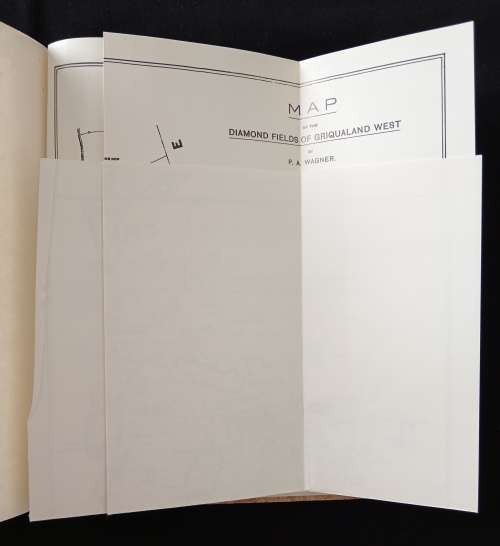 MAP
OF THE
DIAMOND FIELDS OF GRIQUALAND WEST
BY
P. A. WAGNER.
E